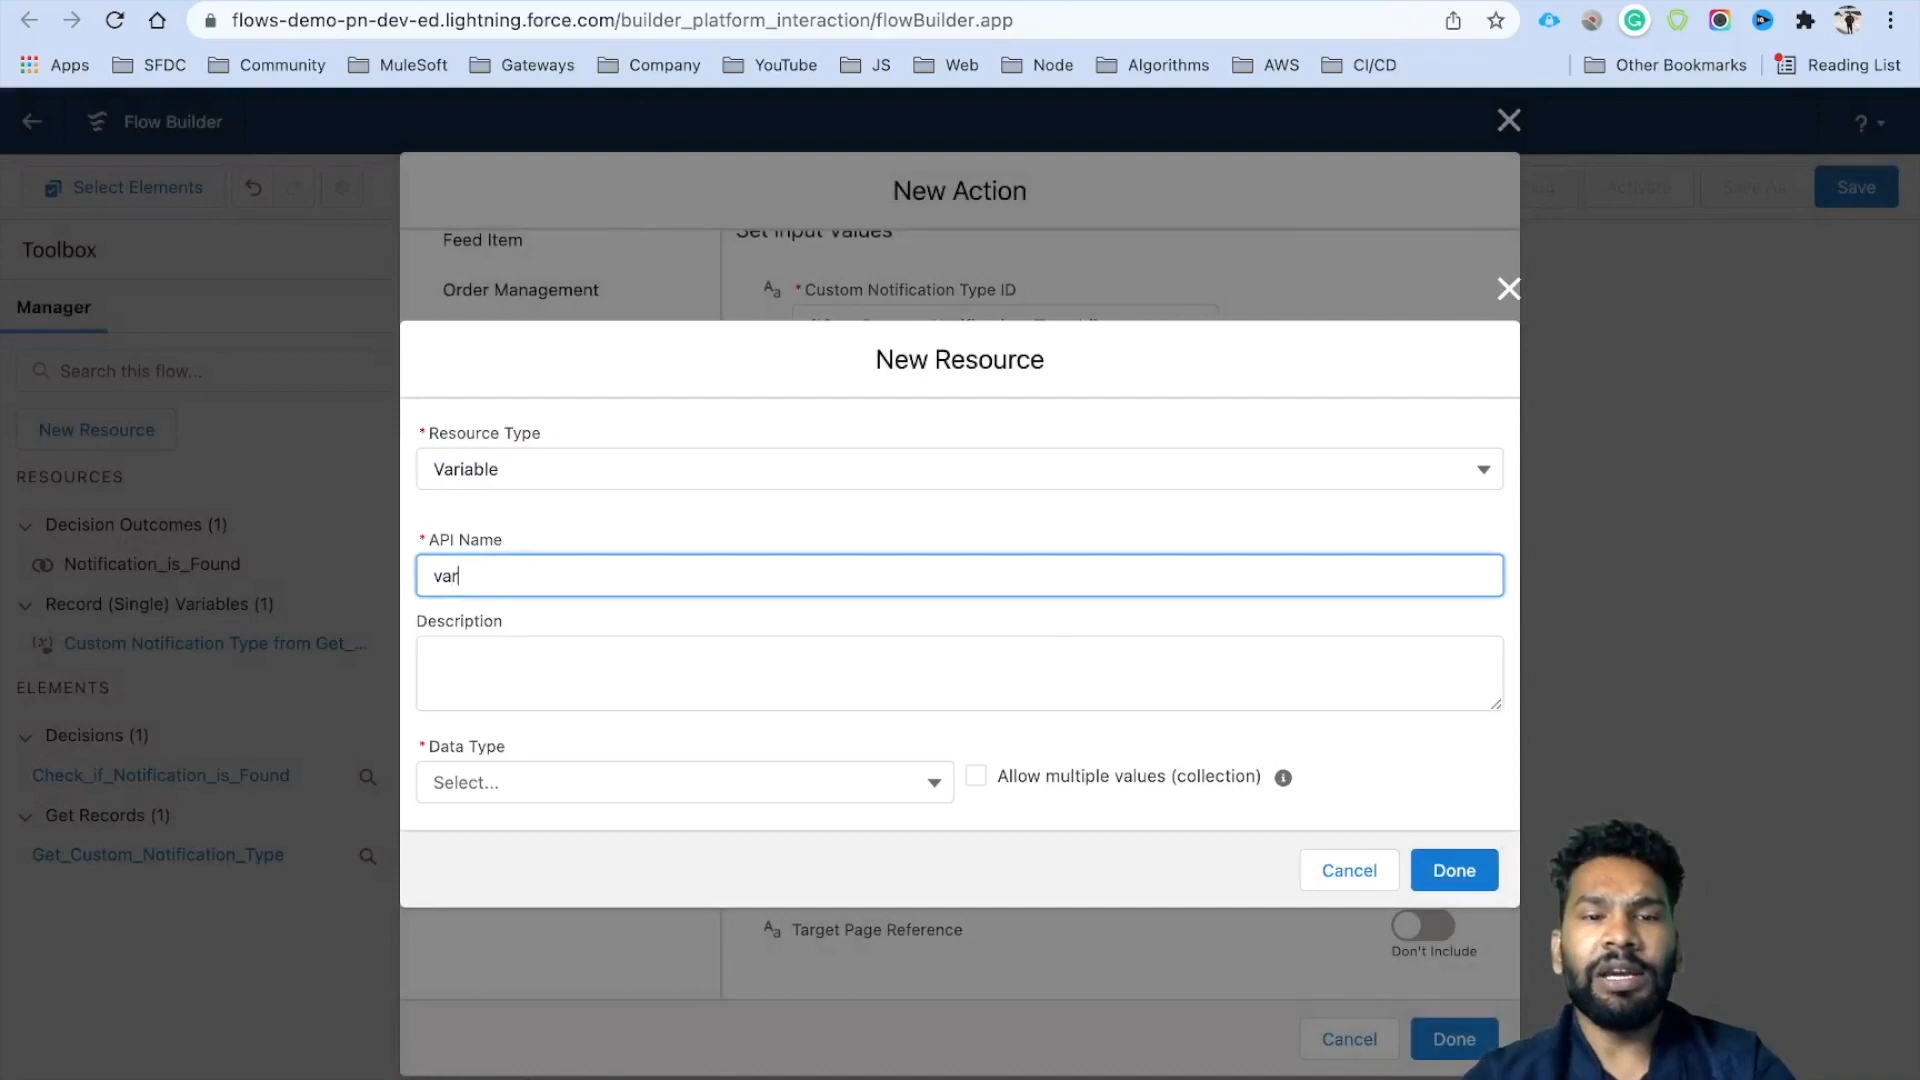 flows-demo-pn-dev-ed.lightning.force.com/builder_platform_interaction/flowBuilder.app
Apps SFDC Community MuleSoft Gateways Company YouTube JS Web Node Algorithms AWS CI/CD Other Bookmarks Reading List
Flow Builder
?
Select Elements
Activate
Save As
Save
New Action
Toolbox
Feed Item
Set Input Values
Order Management
Aa * Custom Notification Type ID
Manager
Search this flow...
New Resource
* Resource Type
Variable
New Resource
RESOURCES
Decision Outcomes (1)
* API Name
Notification_is_Found
var
Record (Single) Variables (1)
Description
Custom Notification Type from Get_...
ELEMENTS
Decisions (1)
* Data Type
Check_if_Notification_is_Found
Select...
Allow multiple values (collection)
Get Records (1)
Get_Custom_Notification_Type
Cancel
Done
Aa Target Page Reference
Don't Include
Cancel
Done